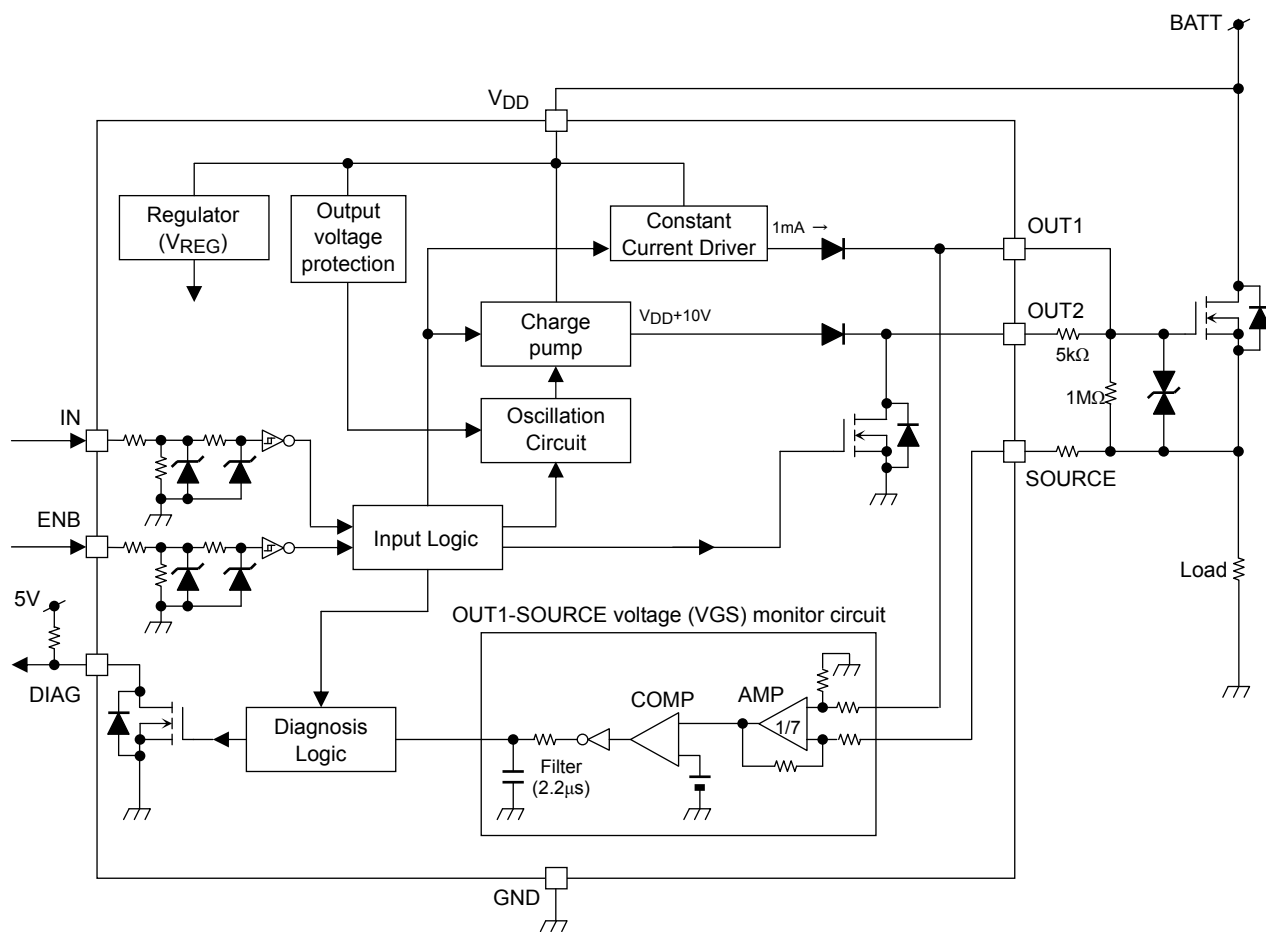 BATT
VDD
Regulator
(VREG)
Output
voltage
protection
Constant
Current Driver
1mA →
OUT1
Charge
pump
VDD+10V
OUT2
5kΩ
1MΩ
IN
Oscillation
Circuit
SOURCE
ENB
Input Logic
Load
5V
OUT1-SOURCE voltage (VGS) monitor circuit
DIAG
Diagnosis
Logic
COMP
AMP
1/7
Filter
(2.2μs)
GND